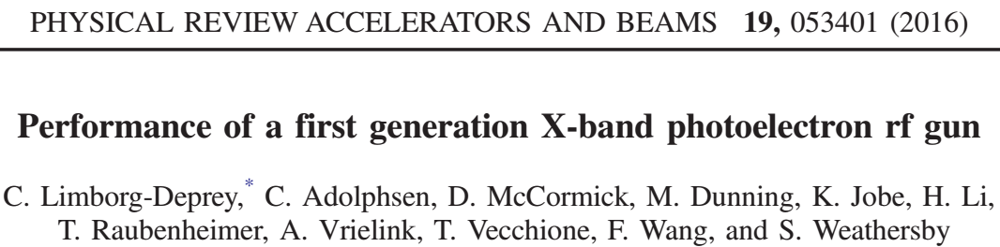 PHYSICAL REVIEW ACCELERATORS AND BEAMS 19, 053401 (2016)
Performance of a first generation X-band photoelectron rf gun
C. Limborg-Deprey,* C. Adolphsen, D. McCormick, M. Dunning, K. Jobe, H. Li,
T. Raubenheimer, A. Vrielink, T. Vecchione, F. Wang, and S. Weathersby